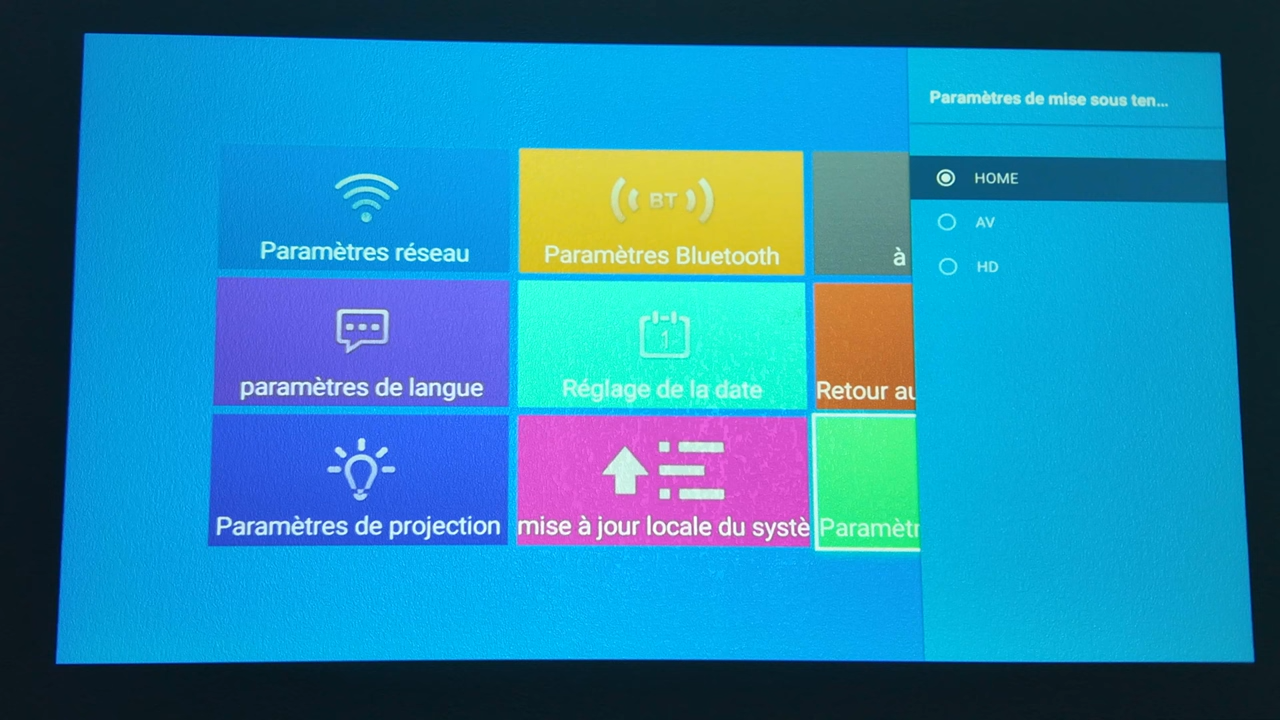 Paramètres de mise sous ten...
HOME
AV
HD
Paramètres réseau
BT
Paramètres Bluetooth
à
paramètres de langue
1
Réglage de la date
Retour au
Paramètres de projection
mise à jour locale du systè
Paramètr